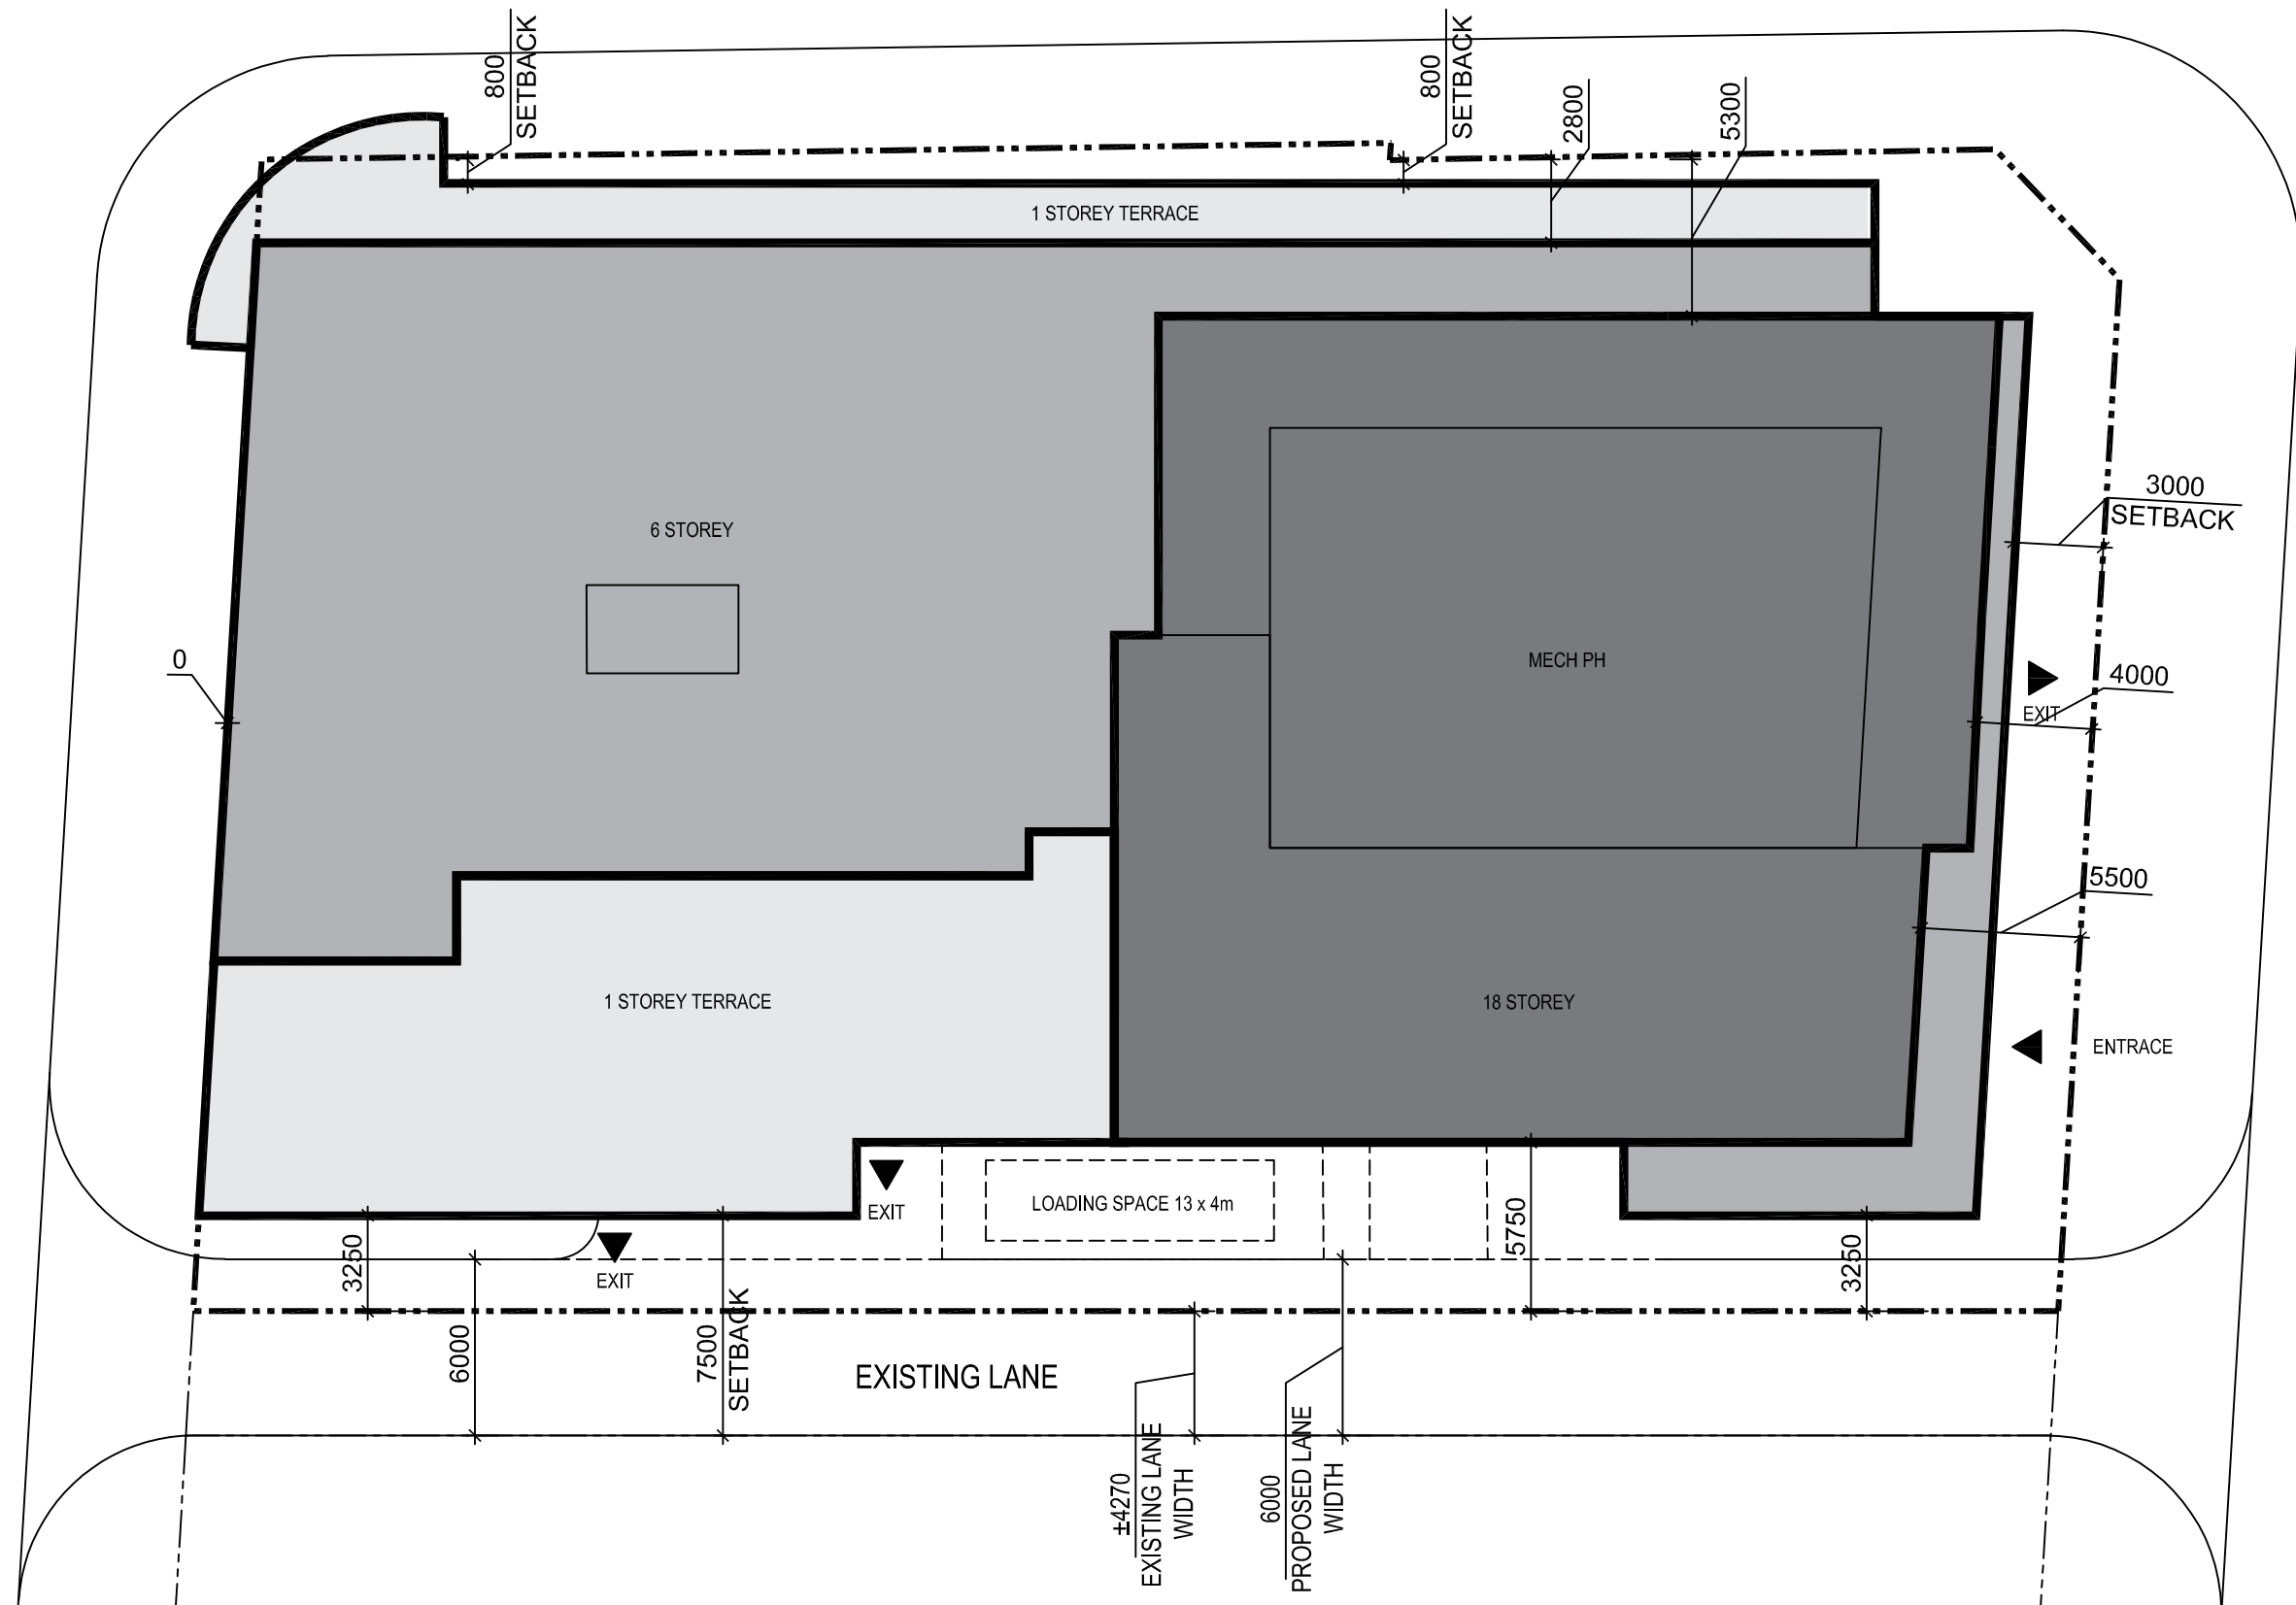 800
SETBACK
800
SETBACK
2800
5300
1 STOREY TERRACE
3000
SETBACK
6 STOREY
0
MECH PH
4000
EXIT
5500
1 STOREY TERRACE
18 STOREY
ENTRACE
LOADING SPACE 13 x 4m
EXIT
EXIT
3250
5750
3250
6000
7500
SETBACK
EXISTING LANE
±4270
EXISTING LANE
WIDTH
6000
PROPOSED LANE
WIDTH